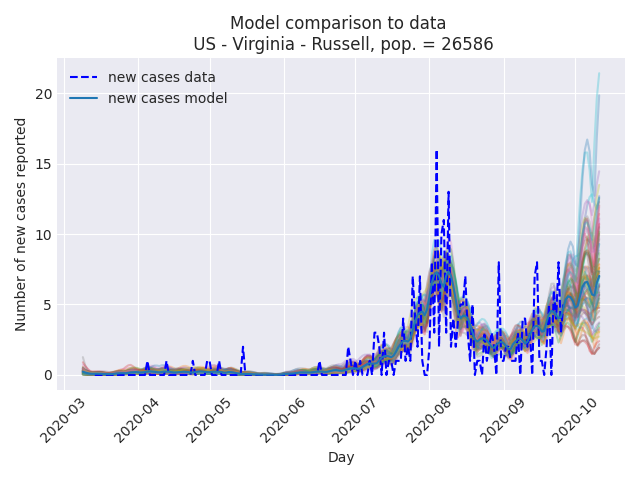 Model comparison to data
US - Virginia - Russell, pop. = 26586
new cases data
new cases model
Number of new cases reported
20
15
10
5
0
2020-03
2020-04
2020-05
2020-06
2020-07
2020-08
2020-09
2020-10
Day